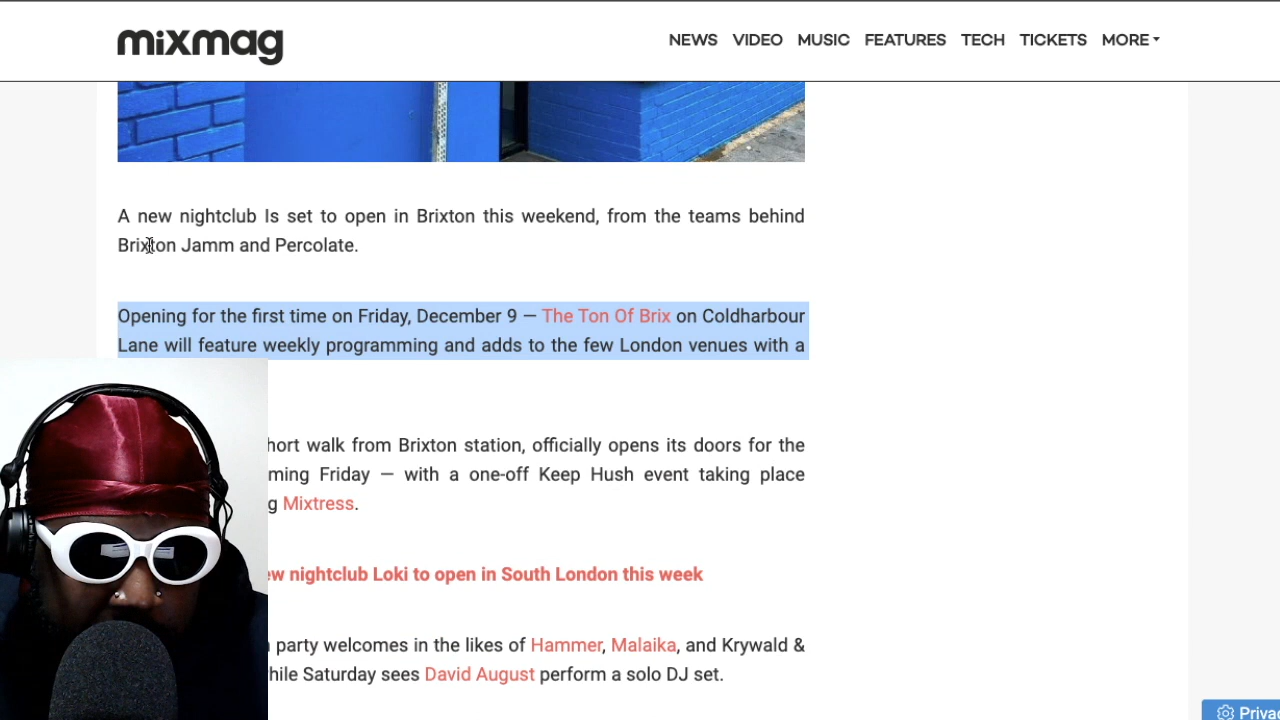 mixmag
NEWS VIDEO MUSIC FEATURES TECH TICKETS MORE
A new nightclub Is set to open in Brixton this weekend, from the teams behind
Brixton Jamm and Percolate.
Opening for the first time on Friday, December 9 — The Ton Of Brix on Coldharbour
Lane will feature weekly programming and adds to the few London venues with a
walk from Brixton station, officially opens its doors for the
Friday — with a one-off Keep Hush event taking place
Mixtress.
nightclub Loki to open in South London this week
party welcomes in the likes of Hammer, Malaika, and Krywald &
Saturday sees David August perform a solo DJ set.